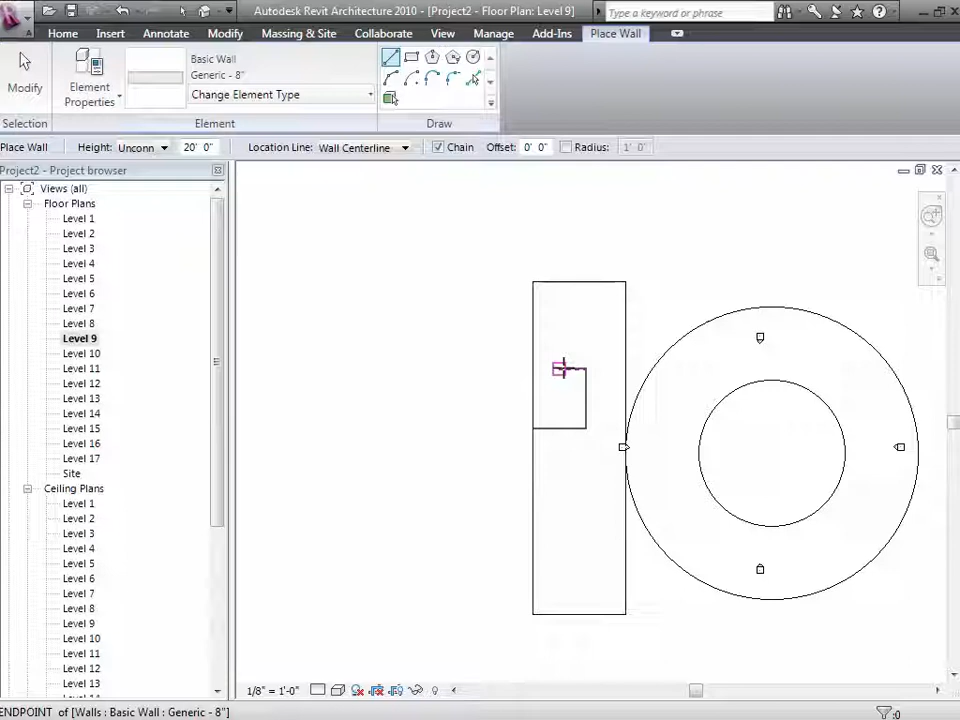 Autodesk Revit Architecture 2010 - [Project2 - Floor Plan: Level 9]
Type a keyword or phrase
Home Insert Annotate Modify Massing & Site Collaborate View Manage Add-Ins Place Wall
Modify
Element
Properties
Basic Wall
Generic - 8"
Change Element Type
Selection Element Draw
Place Wall Height: Unconn 20' 0" Location Line: Wall Centerline Chain Offset: 0' 0" Radius: 1' 0"
Project2 - Project browser
Views (all)
Floor Plans
Level 1
Level 2
Level 3
Level 4
Level 5
Level 6
Level 7
Level 8
Level 9
Level 10
Level 11
Level 12
Level 13
Level 14
Level 15
Level 16
Level 17
Site
Ceiling Plans
Level 1
Level 2
Level 3
Level 4
Level 5
Level 6
Level 7
Level 8
Level 9
Level 10
Level 11
Level 12
Level 13
1/8" = 1'-0"
ENDPOINT of [Walls : Basic Wall : Generic - 8"]
:0